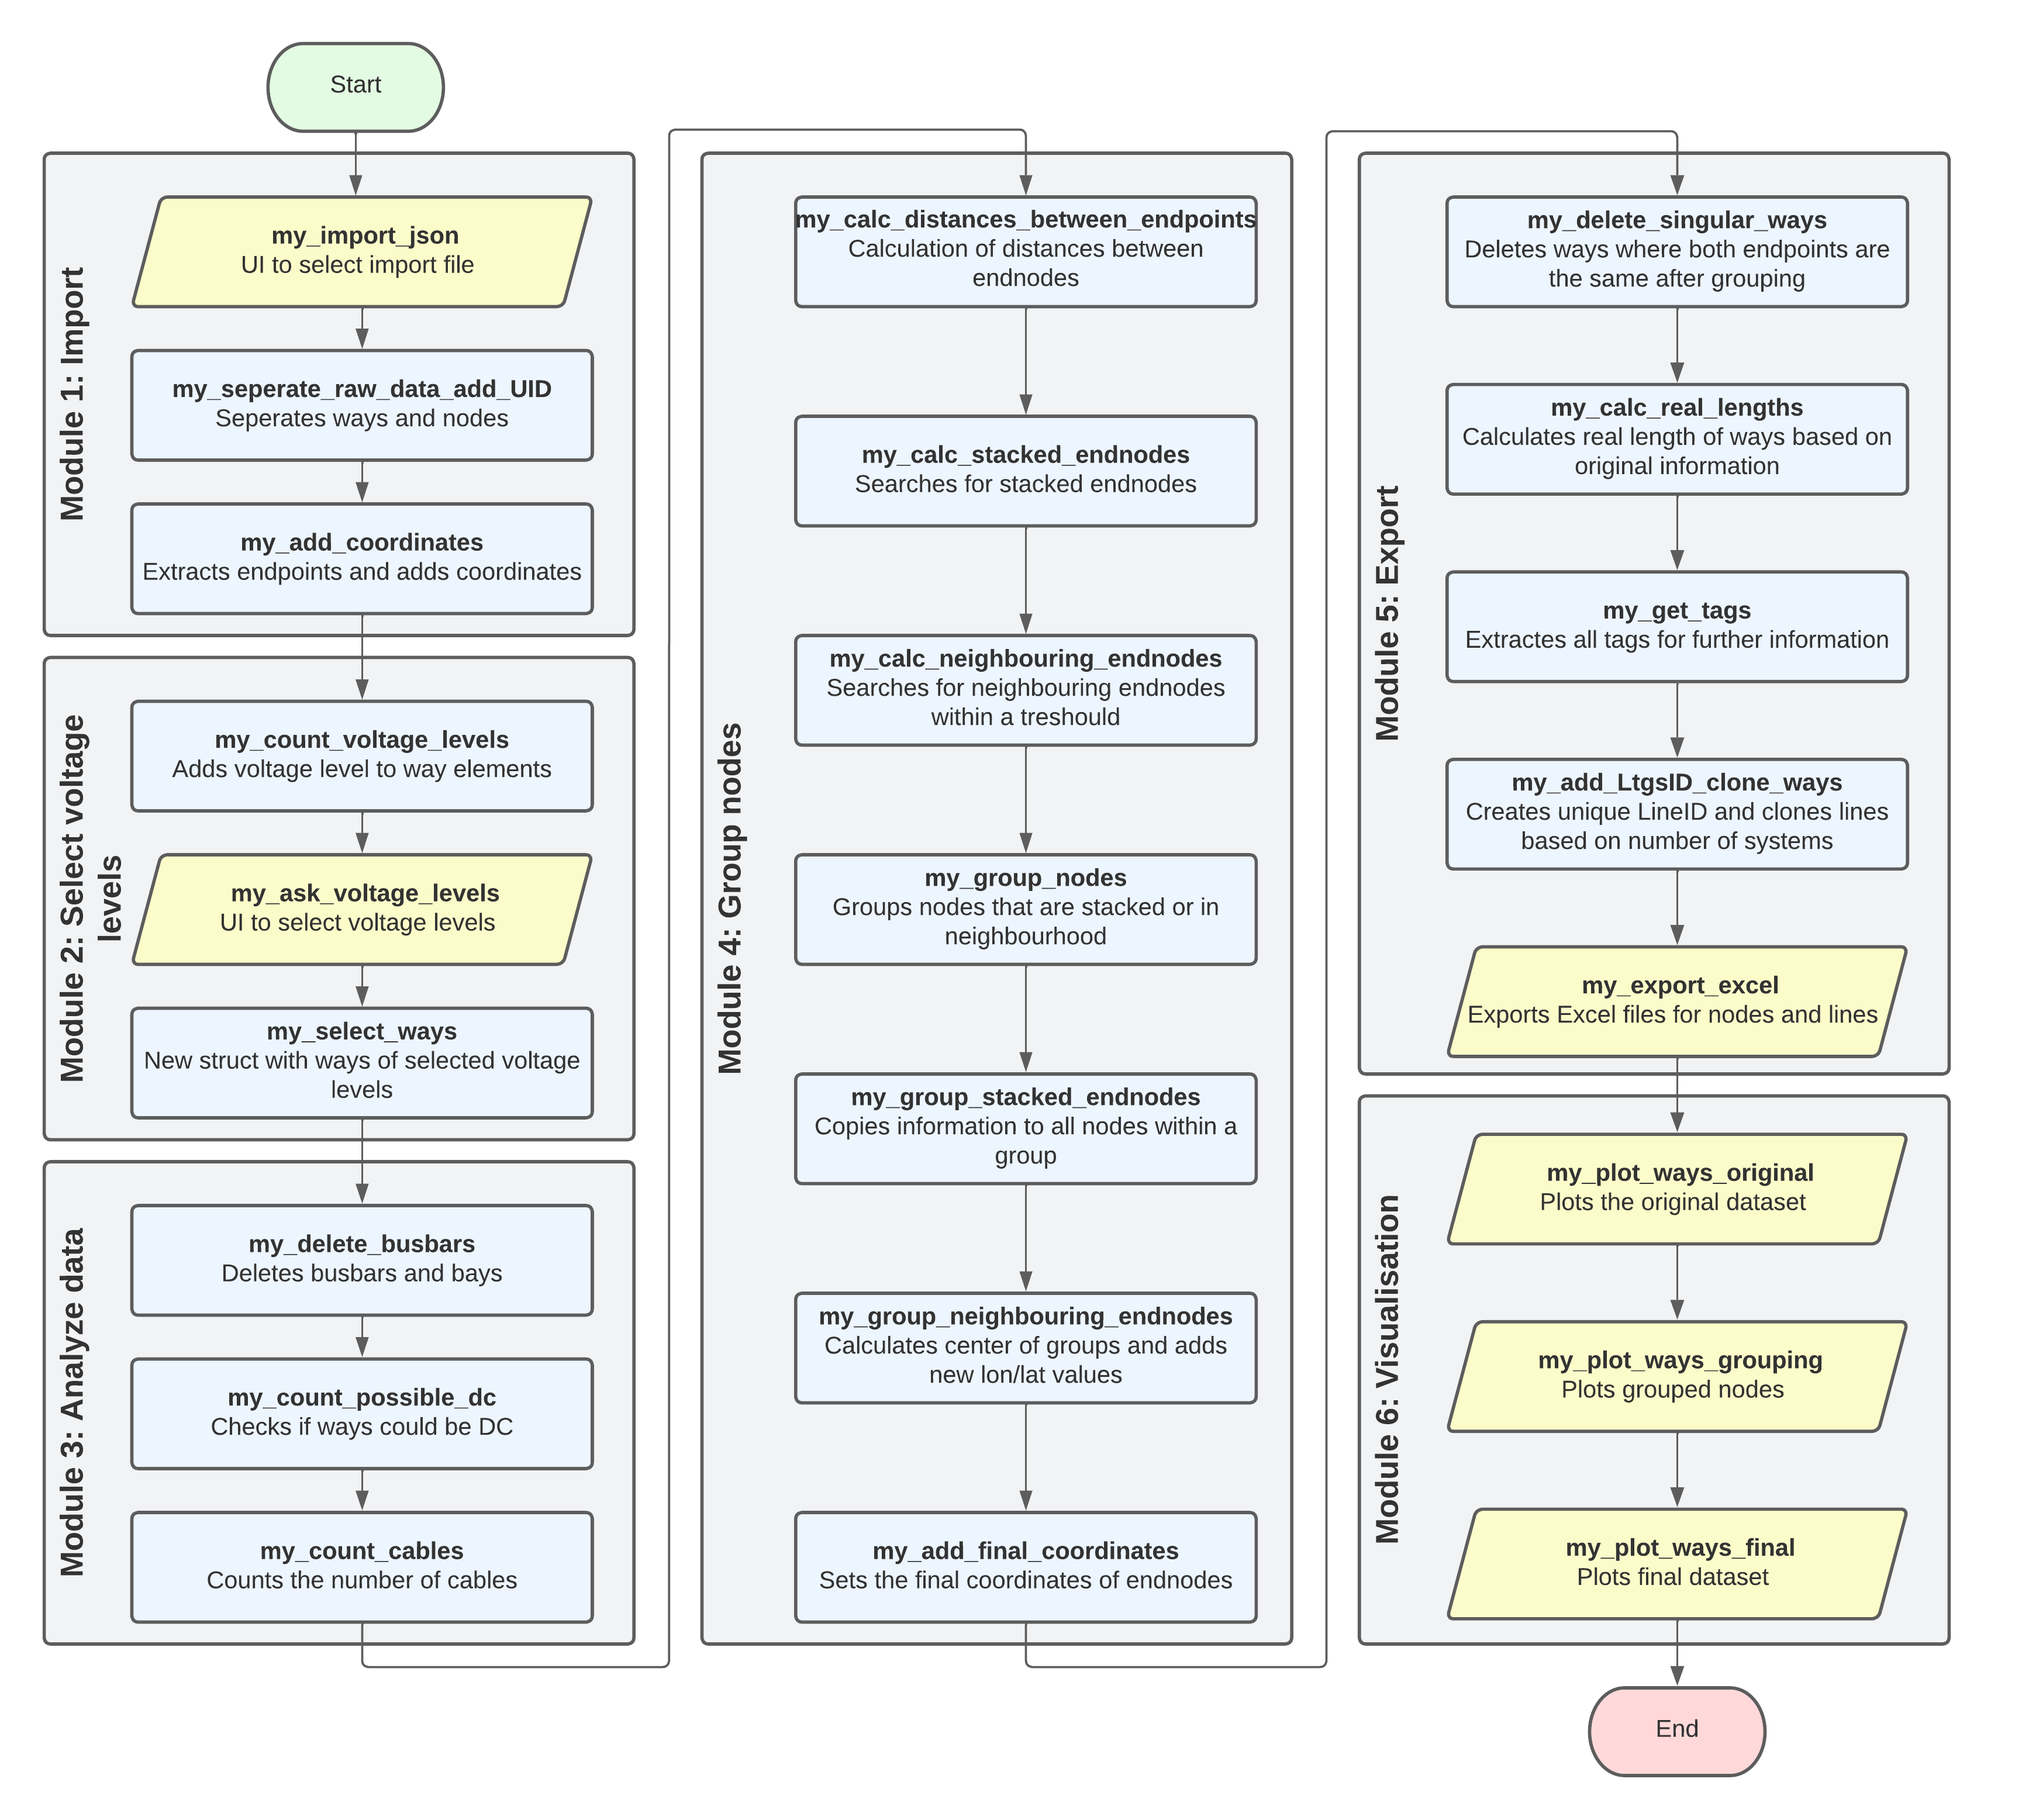 Start
Module 1: Import
my_import_json
UI to select import file
my_seperate_raw_data_add_UID
Seperates ways and nodes
my_add_coordinates
Extracts endpoints and adds coordinates
Module 2: Select voltage
levels
my_count_voltage_levels
Adds voltage level to way elements
my_ask_voltage_levels
UI to select voltage levels
my_select_ways
New struct with ways of selected voltage
levels
Module 3: Analyze data
my_delete_busbars
Deletes busbars and bays
my_count_possible_dc
Checks if ways could be DC
my_count_cables
Counts the number of cables
Module 4: Group nodes
my_calc_distances_between_endpoints
Calculation of distances between
endnodes
my_calc_stacked_endnodes
Searches for stacked endnodes
my_calc_neighbouring_endnodes
Searches for neighbouring endnodes
within a treshould
my_group_nodes
Groups nodes that are stacked or in
neighbourhood
my_group_stacked_endnodes
Copies information to all nodes within a
group
my_group_neighbouring_endnodes
Calculates center of groups and adds
new lon/lat values
my_add_final_coordinates
Sets the final coordinates of endnodes
Module 5: Export
my_delete_singular_ways
Deletes ways where both endpoints are
the same after grouping
my_calc_real_lengths
Calculates real length of ways based on
original information
my_get_tags
Extractes all tags for further information
my_add_LtgsID_clone_ways
Creates unique LineID and clones lines
based on number of systems
my_export_excel
Exports Excel files for nodes and lines
Module 6: Visualisation
my_plot_ways_original
Plots the original dataset
my_plot_ways_grouping
Plots grouped nodes
my_plot_ways_final
Plots final dataset
End